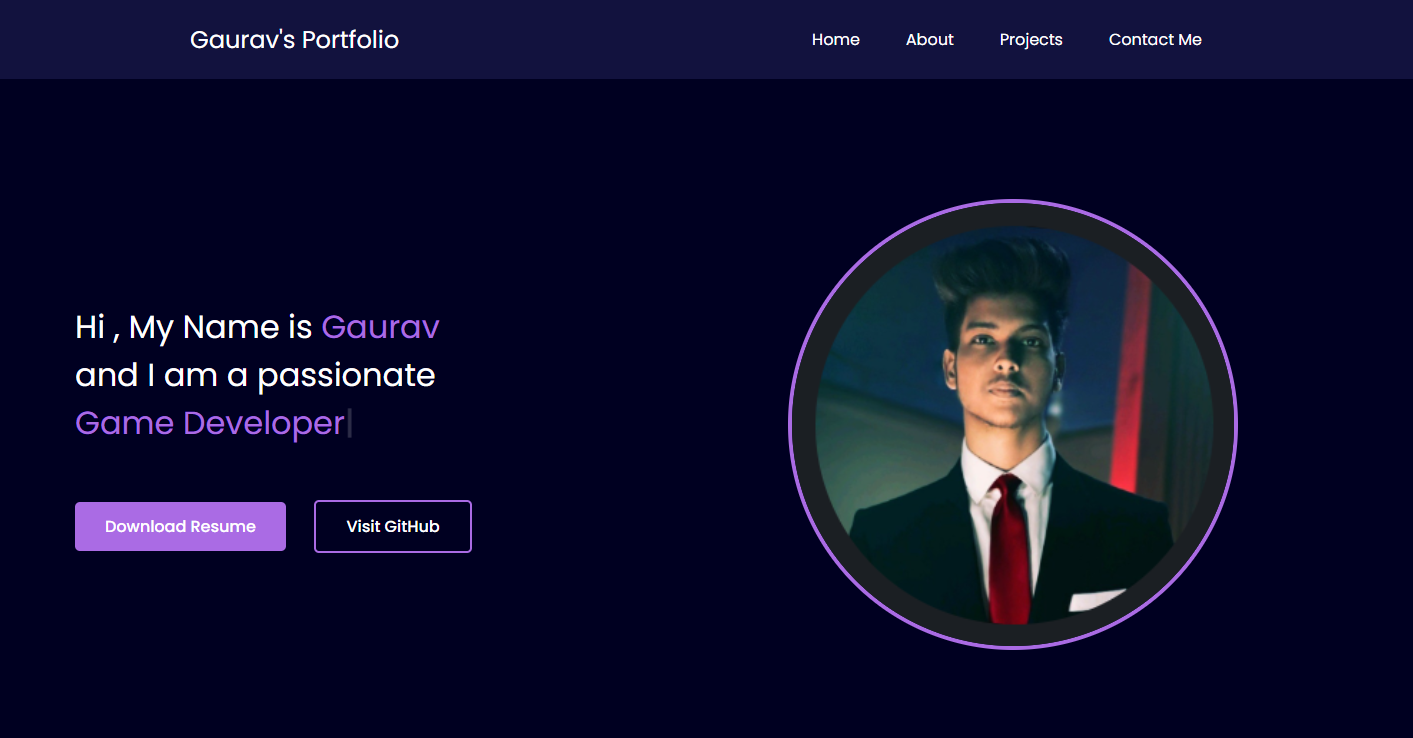 Gaurav's Portfolio
Home About Projects Contact Me
Hi , My Name is Gaurav
and I am a passionate
Game Developer|
Download Resume
Visit GitHub